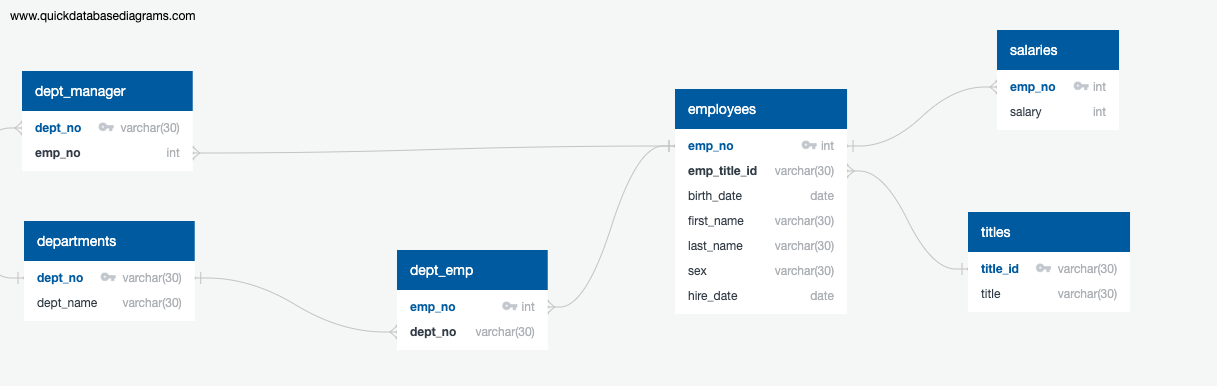 www.quickdatabasediagrams.com
dept_manager
dept_no varchar(30)
emp_no int
departments
dept_no varchar(30)
dept_name varchar(30)
dept_emp
emp_no int
dept_no varchar(30)
employees
emp_no int
emp_title_id varchar(30)
birth_date date
first_name varchar(30)
last_name varchar(30)
sex varchar(30)
hire_date date
salaries
emp_no int
salary int
titles
title_id varchar(30)
title varchar(30)